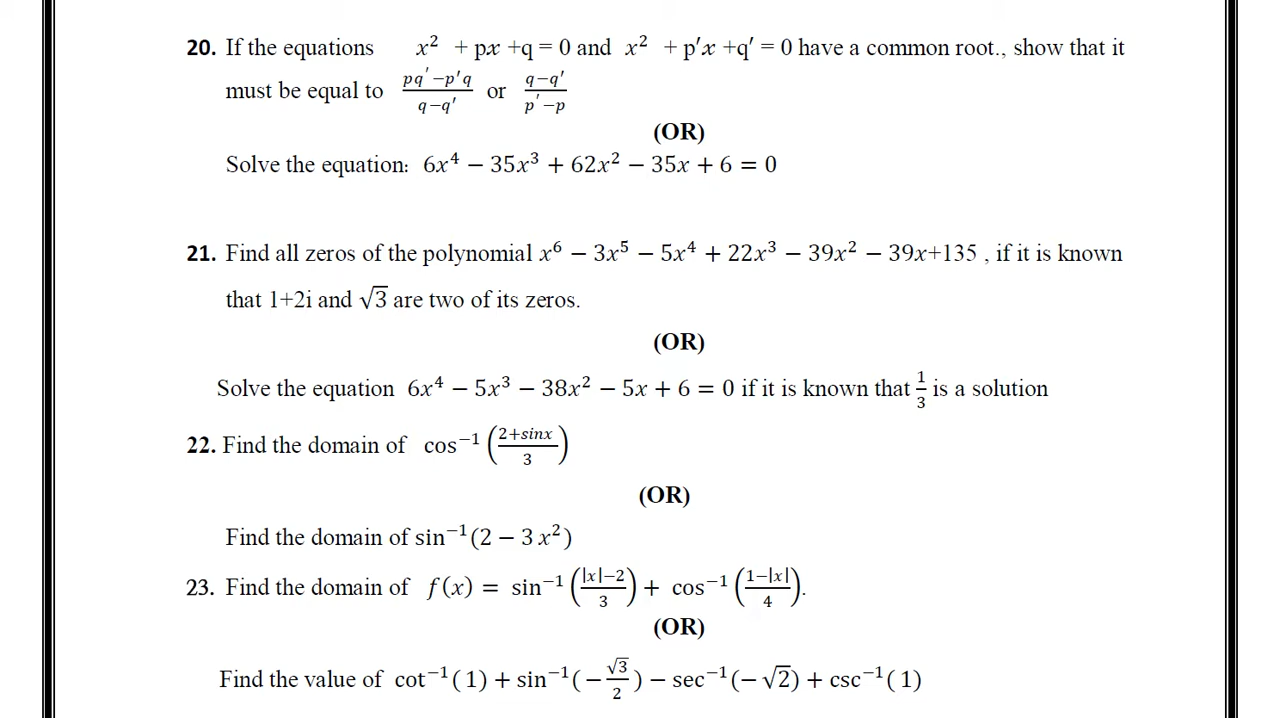 20. If the equations x² + px +q = 0 and x² + p′x +q′ = 0 have a common root., show that it
must be equal to (pq′−p′q)/(q−q′) or (q−q′)/(p′−p)
(OR)
Solve the equation: 6x⁴ − 35x³ + 62x² − 35x + 6 = 0
21. Find all zeros of the polynomial x⁶ − 3x⁵ − 5x⁴ + 22x³ − 39x² − 39x+135 , if it is known
that 1+2i and √3 are two of its zeros.
(OR)
Solve the equation 6x⁴ − 5x³ − 38x² − 5x + 6 = 0 if it is known that 1/3 is a solution
22. Find the domain of cos⁻¹((2+sinx)/3)
(OR)
Find the domain of sin⁻¹(2 − 3 x²)
23. Find the domain of f(x) = sin⁻¹((|x|−2)/3) + cos⁻¹((1−|x|)/4).
(OR)
Find the value of cot⁻¹(1) + sin⁻¹(−√3/2) − sec⁻¹(−√2) + csc⁻¹(1)